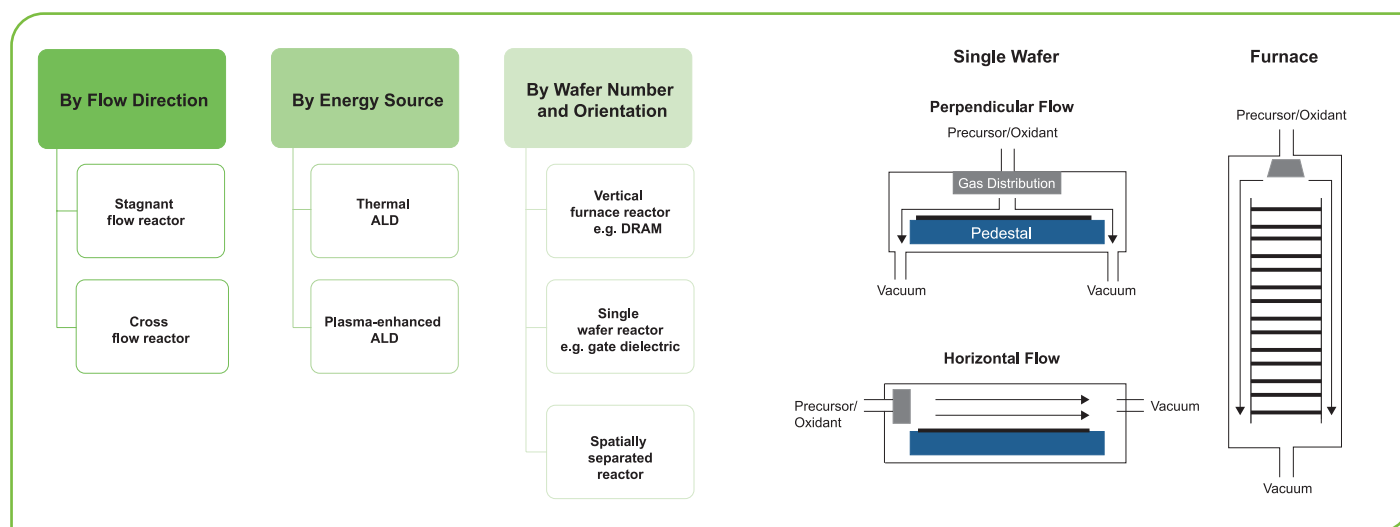 By Flow Direction
Stagnant
flow reactor
Cross
flow reactor
By Energy Source
Thermal
ALD
Plasma-enhanced
ALD
By Wafer Number
and Orientation
Vertical
furnace reactor
e.g. DRAM
Single
wafer reactor
e.g. gate dielectric
Spatially
separated
reactor
Single Wafer
Perpendicular Flow
Precursor/Oxidant
Gas Distribution
Pedestal
Vacuum
Vacuum
Horizontal Flow
Precursor/
Oxidant
Vacuum
Furnace
Precursor/Oxidant
Vacuum